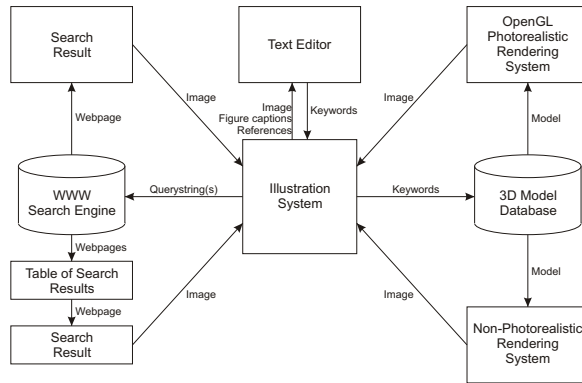 Search
Result
Text Editor
OpenGL
Photorealistic
Rendering
System
Image
Image
Figure captions
References
Keywords
Image
Webpage
Model
WWW
Search Engine
Querystring(s)
Illustration
System
Keywords
3D Model
Database
Webpages
Model
Table of Search
Results
Image
Image
Webpage
Search
Result
Non-Photorealistic
Rendering
System